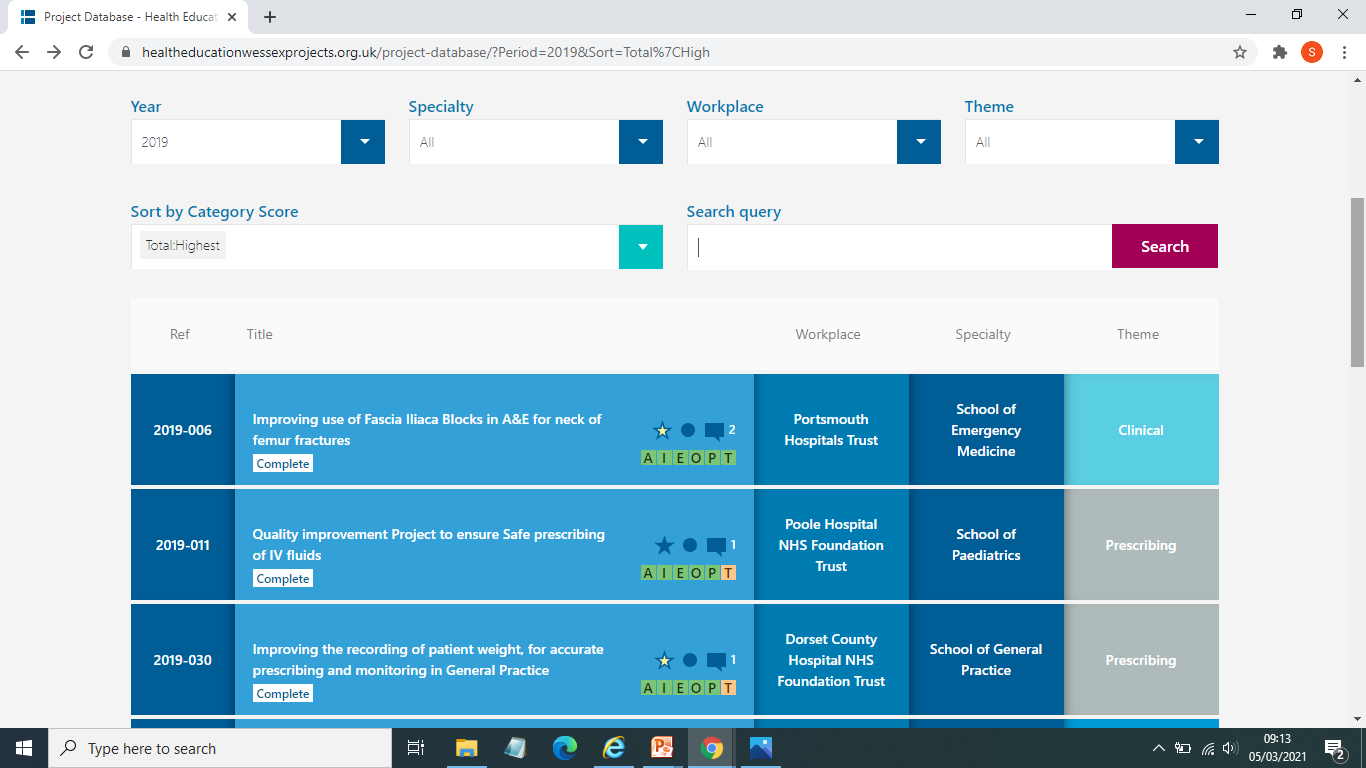 Project Database - Health Educat
healtheducationwessexprojects.org.uk/project-database/?Period=2019&Sort=Total%7CHigh
S
Year
Specialty
Workplace
Theme
2019
All
All
All
Sort by Category Score
Search query
Total:Highest
Search
Ref
Title
Workplace
Specialty
Theme
2019-006
Improving use of Fascia Iliaca Blocks in A&E for neck of
femur fractures
Complete
2
A I E O P T
Portsmouth
Hospitals Trust
School of
Emergency
Medicine
Clinical
2019-011
Quality improvement Project to ensure Safe prescribing
of IV fluids
Complete
1
A I E O P T
Poole Hospital
NHS Foundation
Trust
School of
Paediatrics
Prescribing
2019-030
Improving the recording of patient weight, for accurate
prescribing and monitoring in General Practice
Complete
1
A I E O P T
Dorset County
Hospital NHS
Foundation Trust
School of General
Practice
Prescribing
Type here to search
09:13
05/03/2021
2